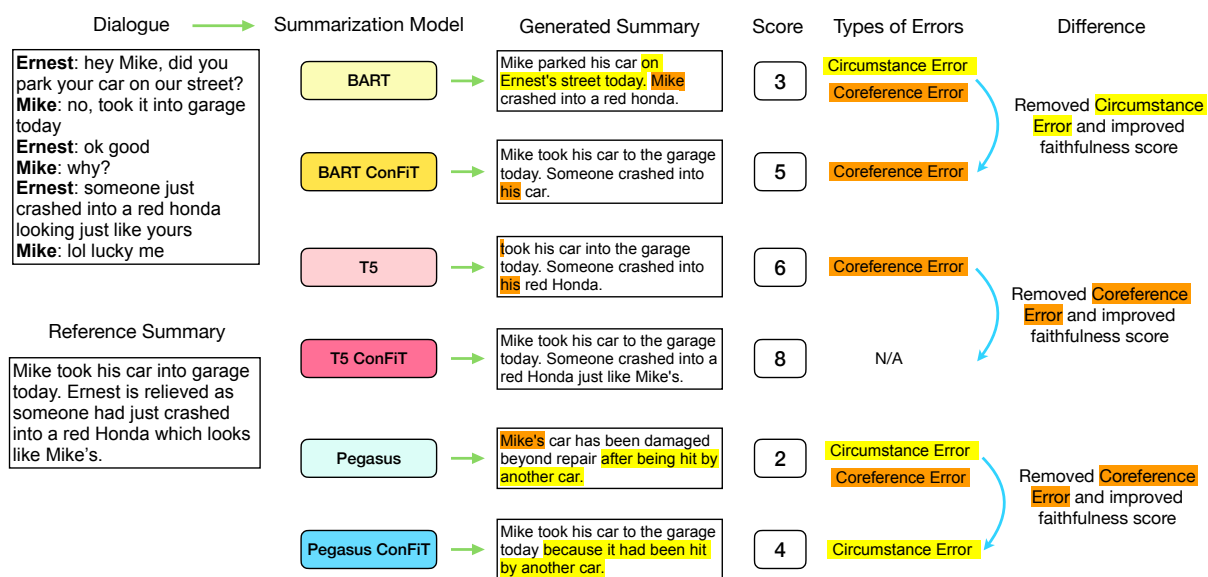 Dialogue
Summarization Model
Generated Summary
Score
Types of Errors
Difference
Ernest: hey Mike, did you
park your car on our street?
Mike: no, took it into garage
today
Ernest: ok good
Mike: why?
Ernest: someone just
crashed into a red honda
looking just like yours
Mike: lol lucky me
Reference Summary
Mike took his car into garage
today. Ernest is relieved as
someone had just crashed
into a red Honda which looks
like Mike's.
BART
Mike parked his car on
Ernest's street today. Mike
crashed into a red honda.
3
Circumstance Error
Coreference Error
BART ConFiT
Mike took his car to the garage
today. Someone crashed into
his car.
5
Coreference Error
Removed Circumstance
Error and improved
faithfulness score
T5
took his car into the garage
today. Someone crashed into
his red Honda.
6
Coreference Error
T5 ConFiT
Mike took his car to the garage
today. Someone crashed into a
red Honda just like Mike's.
8
N/A
Removed Coreference
Error and improved
faithfulness score
Pegasus
Mike's car has been damaged
beyond repair after being hit by
another car.
2
Circumstance Error
Coreference Error
Pegasus ConFiT
Mike took his car to the garage
today because it had been hit
by another car.
4
Circumstance Error
Removed Coreference
Error and improved
faithfulness score